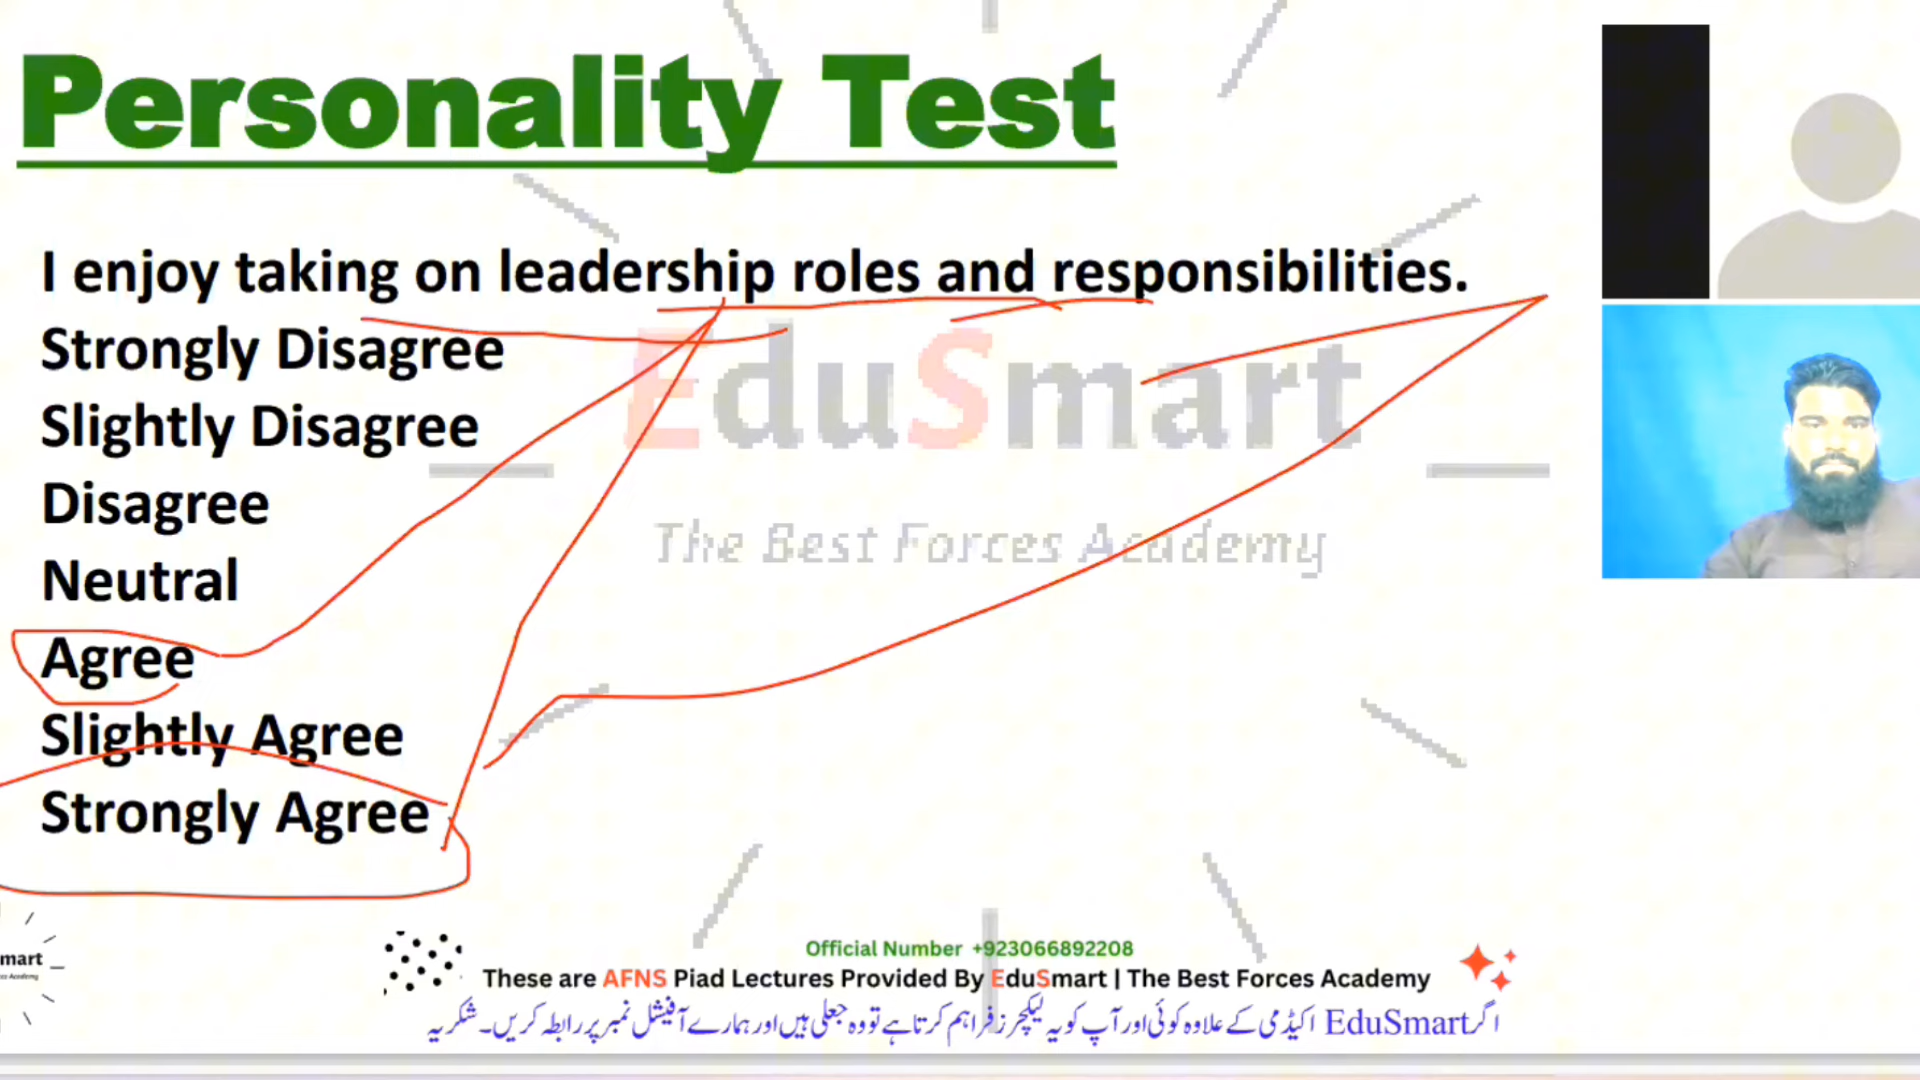 Personality Test
I enjoy taking on leadership roles and responsibilities.
Strongly Disagree
Slightly Disagree
Disagree
Neutral
Agree
Slightly Agree
Strongly Agree
EduSmart
The Best Forces Academy
mart
Official Number +923066892208
These are AFNS Piad Lectures Provided By EduSmart | The Best Forces Academy
اگر EduSmart اکیڈمی کے علاوہ کوئی اور آپ کو یہ لیکچرز فراہم کرتا ہے تو وہ جعلی ہیں اور ہمارے آفیشل نمبر پر رابطہ کریں۔ شکریہ